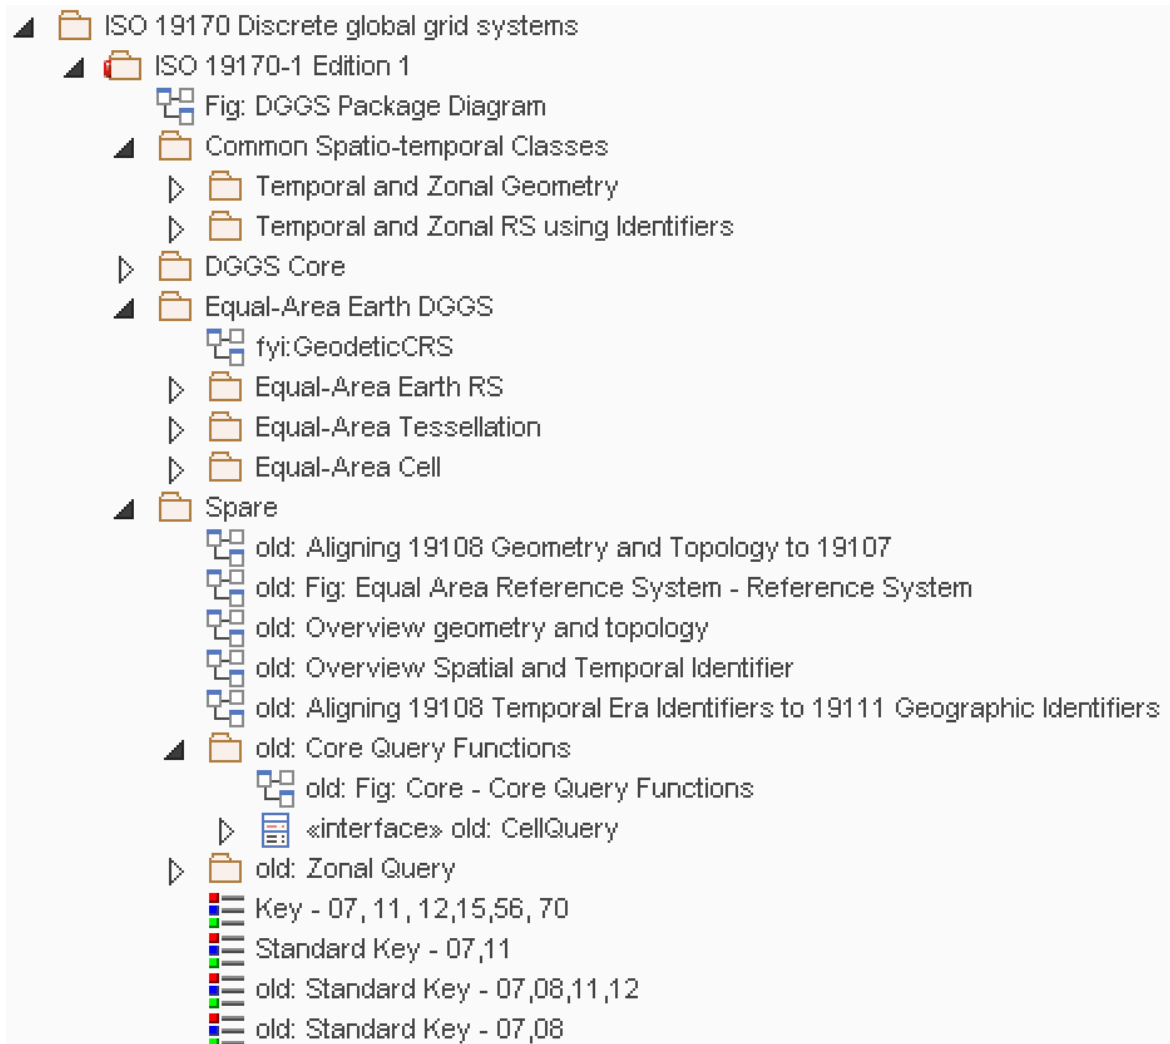 ISO 19170 Discrete global grid systems
ISO 19170-1 Edition 1
Fig: DGGS Package Diagram
Common Spatio-temporal Classes
Temporal and Zonal Geometry
Temporal and Zonal RS using Identifiers
DGGS Core
Equal-Area Earth DGGS
fyi:GeodeticCRS
Equal-Area Earth RS
Equal-Area Tessellation
Equal-Area Cell
Spare
old: Aligning 19108 Geometry and Topology to 19107
old: Fig: Equal Area Reference System - Reference System
old: Overview geometry and topology
old: Overview Spatial and Temporal Identifier
old: Aligning 19108 Temporal Era Identifiers to 19111 Geographic Identifiers
old: Core Query Functions
old: Fig: Core - Core Query Functions
«interface» old: CellQuery
old: Zonal Query
Key - 07, 11, 12,15,56, 70
Standard Key - 07,11
old: Standard Key - 07,08,11,12
old: Standard Key - 07,08